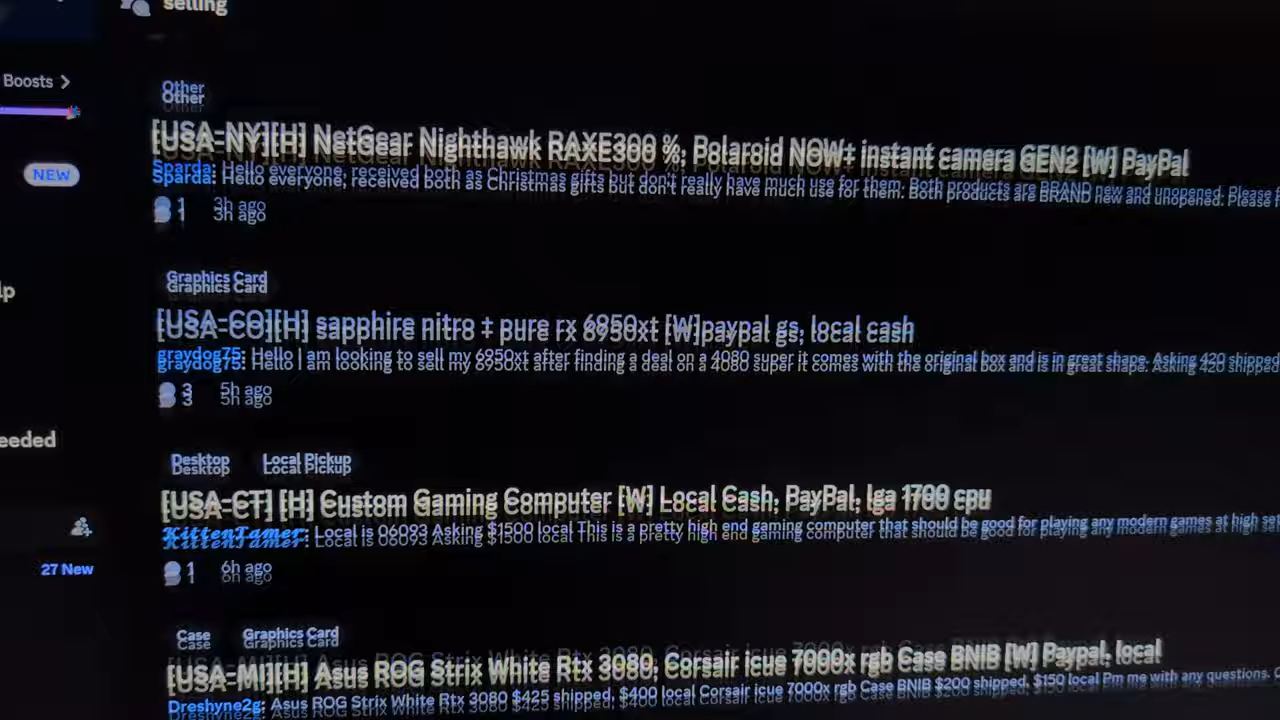 selling
Boosts
Other
[USA-NY][H] NetGear Nighthawk RAXE300 %, Polaroid NOW+ instant camera GEN2 [W] PayPal
NEW
Sparda: Hello everyone, received both as Christmas gifts but don't really have much use for them. Both products are BRAND new and unopened. Please
1 3h ago
Graphics Card
lp
[USA-CO][H] sapphire nitro + pure rx 6950xt [W]paypal gs, local cash
graydog75: Hello I am looking to sell my 6950xt after finding a deal on a 4080 super it comes with the original box and is in great shape. Asking 420 shipped
3 5h ago
eeded
Desktop Local Pickup
[USA-CT] [H] Custom Gaming Computer [W] Local Cash, PayPal, lga 1700 cpu
KittenTamer: Local is 06093 Asking $1500 local This is a pretty high end gaming computer that should be good for playing any modern games at high
27 New
1 6h ago
Case Graphics Card
[USA-MI][H] Asus ROG Strix White Rtx 3080, Corsair icue 7000x rgb Case BNIB [W] Paypal, local
Dreshyne2g: Asus ROG Strix White Rtx 3080 $425 shipped, $400 local Corsair icue 7000x rgb Case BNIB $200 shipped, $150 local Pm me with any questions.